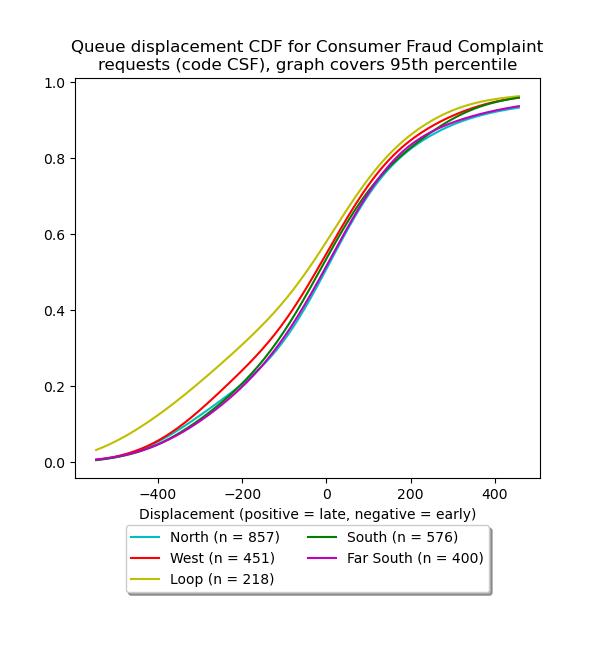 Queue displacement CDF for Consumer Fraud Complaint
requests (code CSF), graph covers 95th percentile
1.0
0.8
0.6
0.4
0.2
0.0
−400 −200 0 200 400
Displacement (positive = late, negative = early)
North (n = 857) South (n = 576)
West (n = 451) Far South (n = 400)
Loop (n = 218)